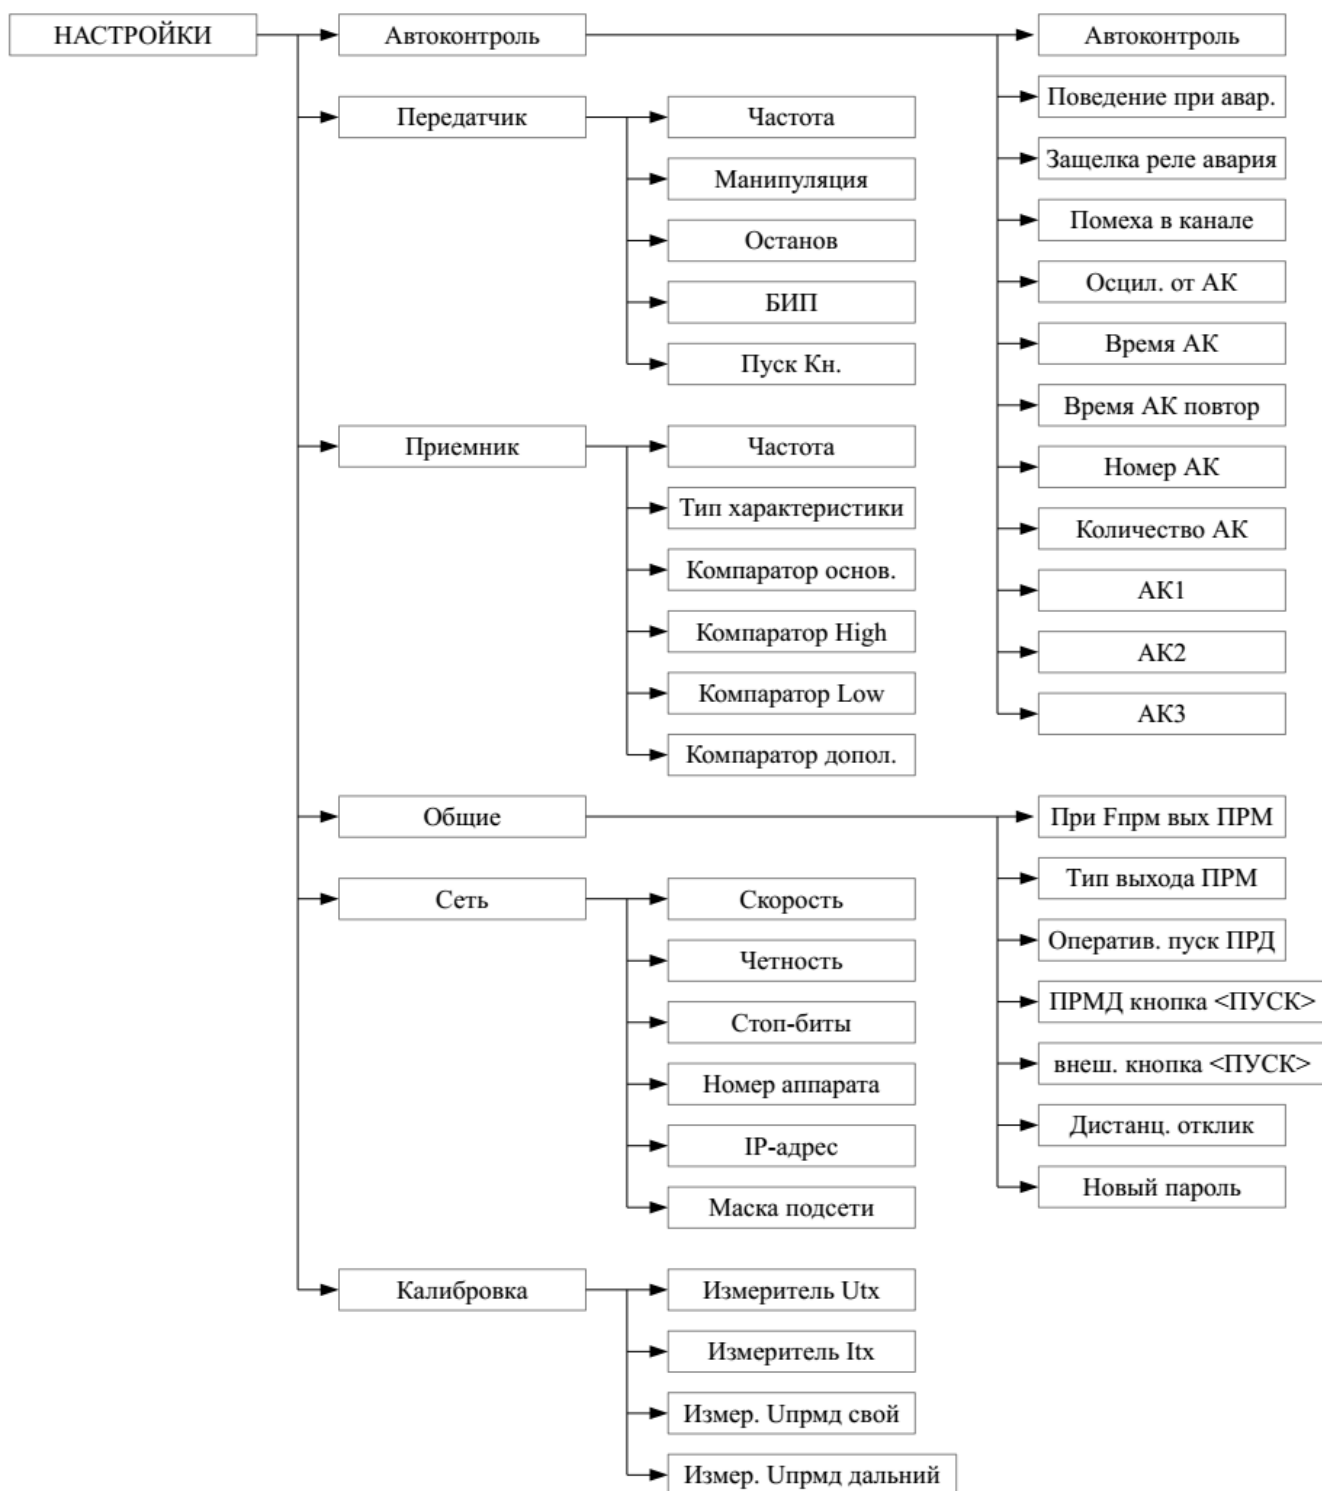 НАСТРОЙКИ
Автоконтроль
Автоконтроль
Поведение при авар.
Защелка реле авария
Помеха в канале
Осцил. от АК
Время АК
Время АК повтор
Номер АК
Количество АК
АК1
АК2
АК3
Передатчик
Частота
Манипуляция
Останов
БИП
Пуск Кн.
Приемник
Частота
Тип характеристики
Компаратор основ.
Компаратор High
Компаратор Low
Компаратор допол.
Общие
При Fпрм вых ПРМ
Тип выхода ПРМ
Оператив. пуск ПРД
ПРМД кнопка <ПУСК>
внеш. кнопка <ПУСК>
Дистанц. отклик
Новый пароль
Сеть
Скорость
Четность
Стоп-биты
Номер аппарата
IP-адрес
Маска подсети
Калибровка
Измеритель Utx
Измеритель Itx
Измер. Uпрмд свой
Измер. Uпрмд дальний